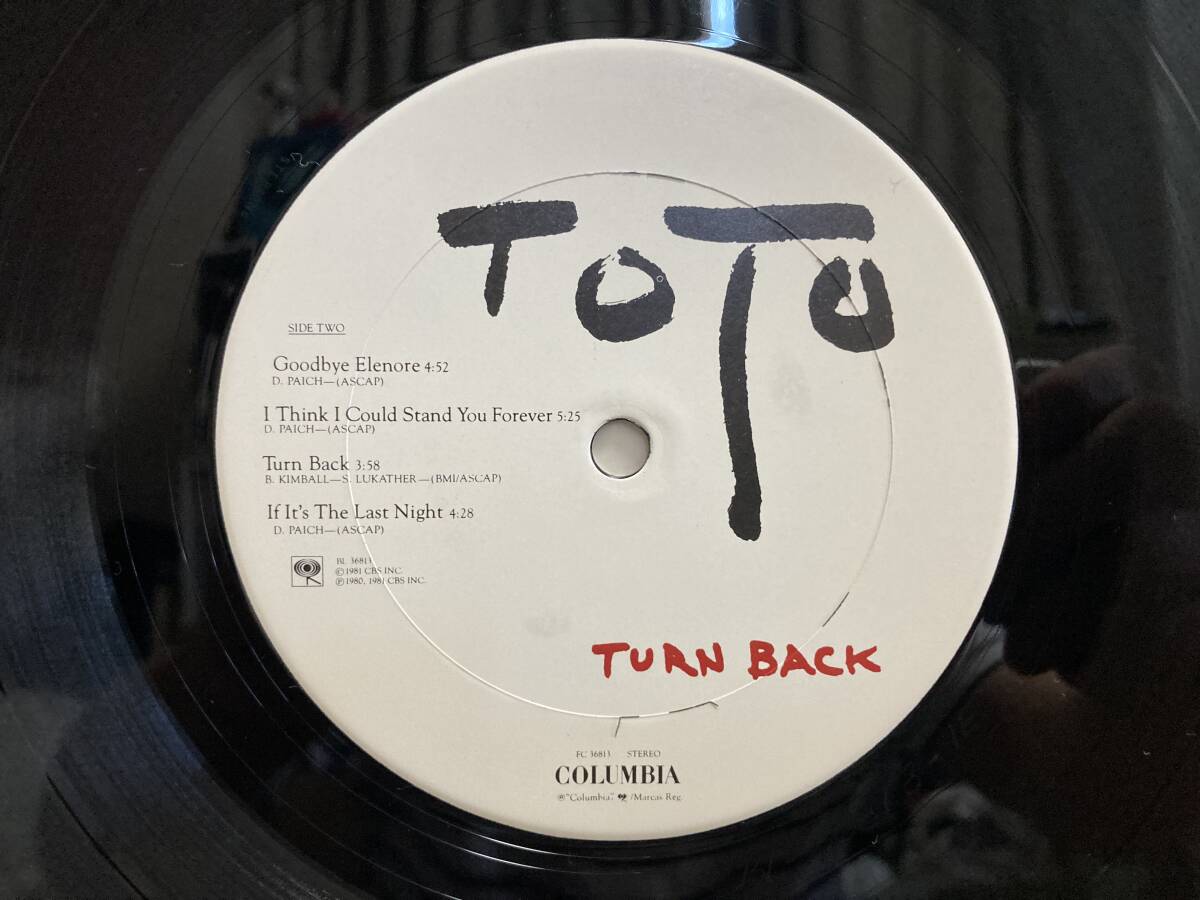 TOTO
SIDE TWO
Goodbye Elenore 4:52
D. PAICH—(ASCAP)
I Think I Could Stand You Forever 5:25
D. PAICH—(ASCAP)
Turn Back 3:58
B. KIMBALL—S. LUKATHER—(BMI/ASCAP)
If It's The Last Night 4:28
D. PAICH—(ASCAP)
BL 36813
© 1981 CBS INC.
℗ 1980, 1981 CBS INC.
TURN BACK
FC 36813 STEREO
COLUMBIA
® "Columbia," /Marcas Reg.